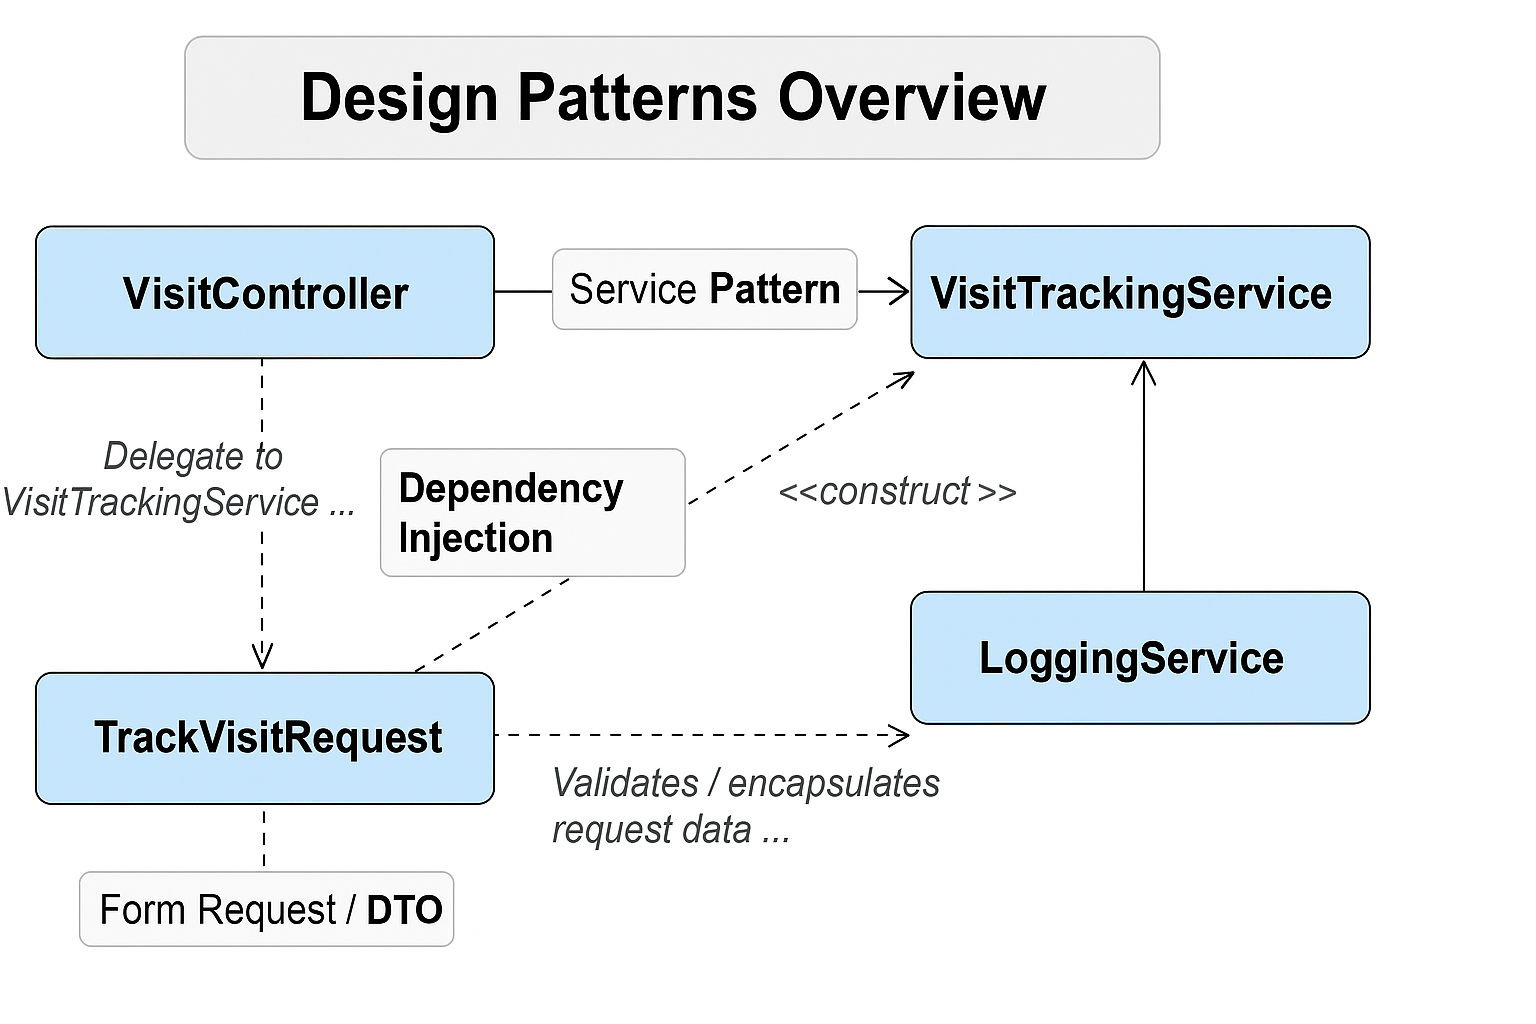 Design Patterns Overview
VisitController
Service Pattern
VisitTrackingService
Delegate to
VisitTrackingService ...
Dependency
Injection
<<construct >>
LoggingService
TrackVisitRequest
Validates / encapsulates
request data ...
Form Request / DTO